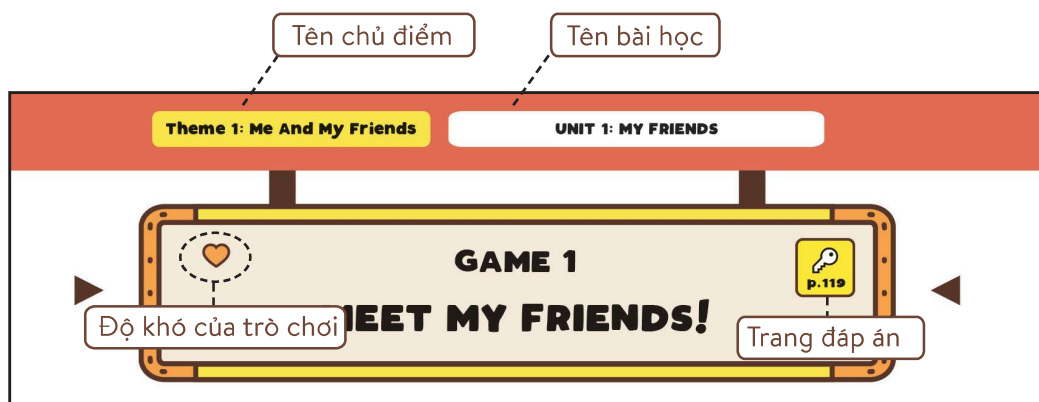 Tên chủ điểm
Tên bài học
Theme 1: Me And My Friends
UNIT 1: MY FRIENDS
GAME 1
p.119
EET MY FRIENDS!
Độ khó của trò chơi
Trang đáp án